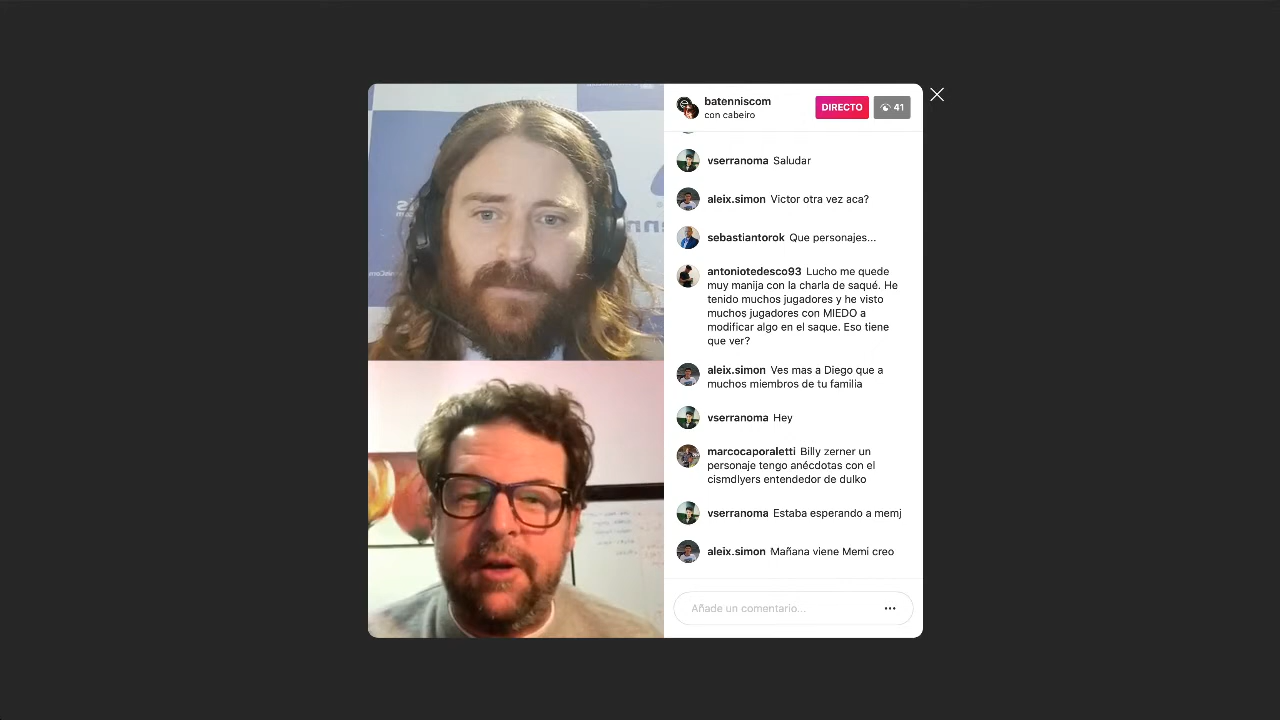 batenniscom
con cabeiro
DIRECTO
41
vserranoma Saludar
aleix.simon Victor otra vez aca?
sebastiantorok Que personajes...
antoniotedesco93 Lucho me quede
muy manija con la charla de saqué. He
tenido muchos jugadores y he visto
muchos jugadores con MIEDO a
modificar algo en el saque. Eso tiene
que ver?
aleix.simon Ves mas a Diego que a
muchos miembros de tu familia
vserranoma Hey
marcocaporaletti Billy zerner un
personaje tengo anécdotas con el
cismdlyers entendedor de dulko
vserranoma Estaba esperando a memj
aleix.simon Mañana viene Memi creo
Añade un comentario...